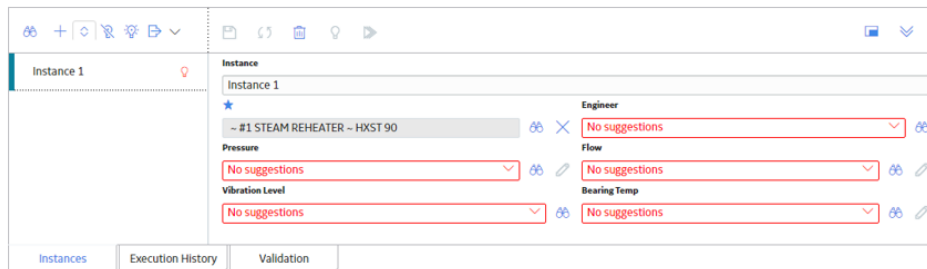 Instance 1
Instance
Instance 1
~ #1 STEAM REHEATER ~ HXST 90
Engineer
No suggestions
Pressure
No suggestions
Flow
No suggestions
Vibration Level
No suggestions
Bearing Temp
No suggestions
Instances
Execution History
Validation